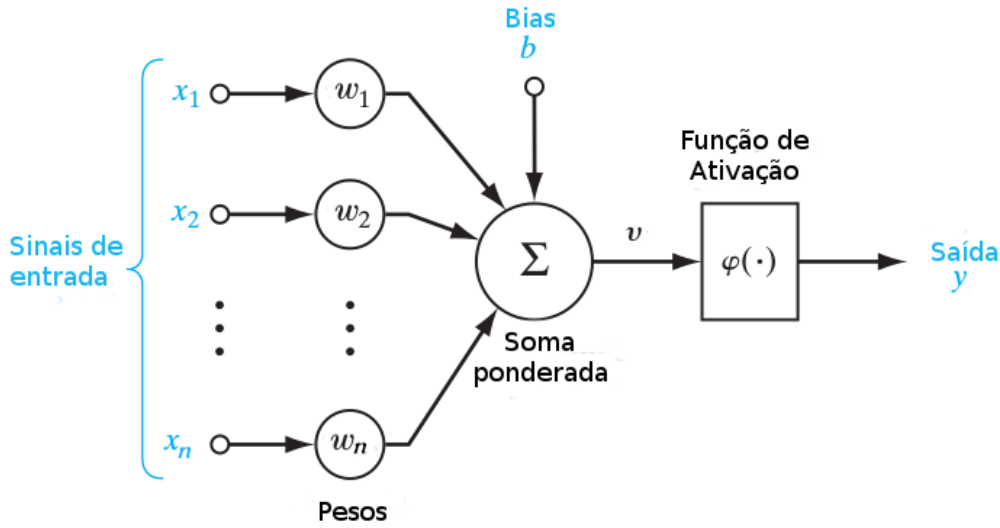 Bias
b
x₁
w₁
Função de
Ativação
x₂
w₂
Sinais de
entrada
Σ
υ
φ(·)
Saída
y
Soma
ponderada
xₙ
wₙ
Pesos